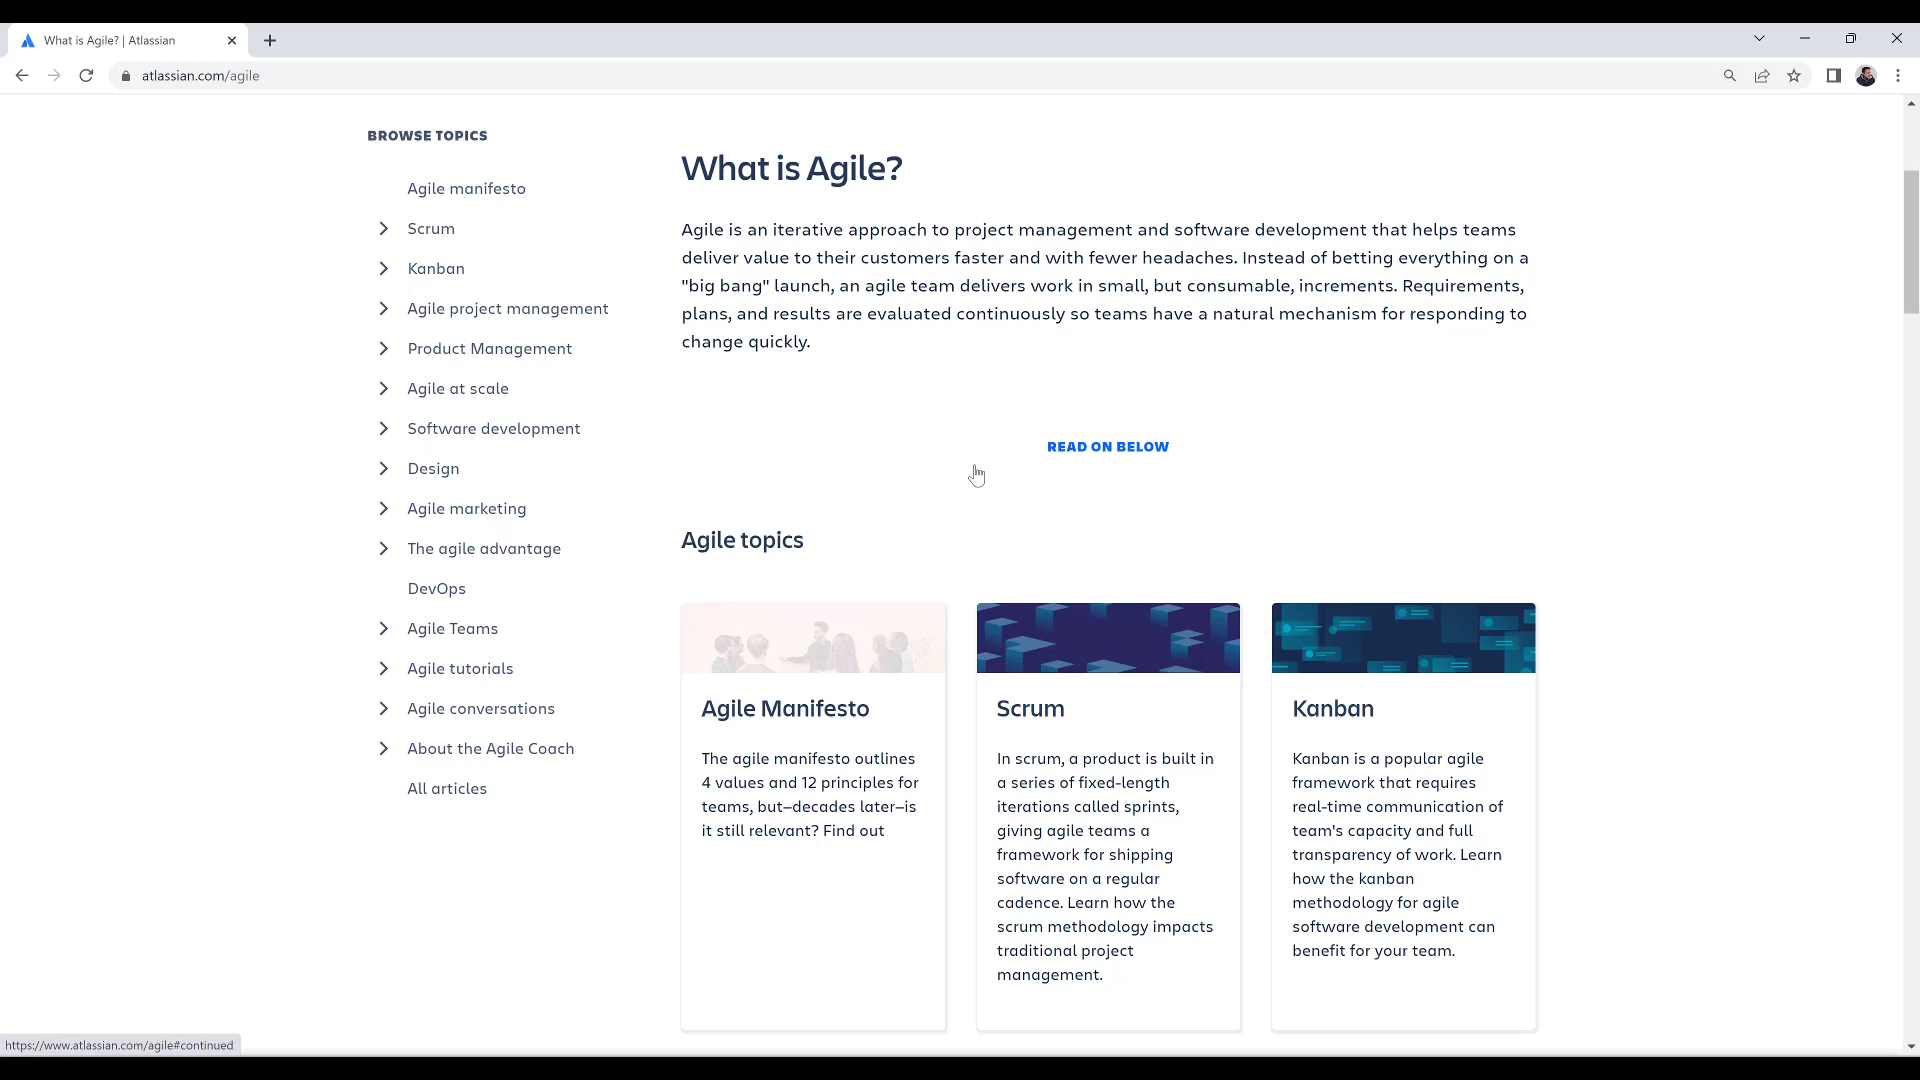 What is Agile? | Atlassian
atlassian.com/agile
BROWSE TOPICS
Agile manifesto
Scrum
Kanban
Agile project management
Product Management
Agile at scale
Software development
Design
Agile marketing
The agile advantage
DevOps
Agile Teams
Agile tutorials
Agile conversations
About the Agile Coach
All articles
What is Agile?
Agile is an iterative approach to project management and software development that helps teams
deliver value to their customers faster and with fewer headaches. Instead of betting everything on a
"big bang" launch, an agile team delivers work in small, but consumable, increments. Requirements,
plans, and results are evaluated continuously so teams have a natural mechanism for responding to
change quickly.
READ ON BELOW
Agile topics
Agile Manifesto
The agile manifesto outlines
4 values and 12 principles for
teams, but—decades later—is
it still relevant? Find out
Scrum
In scrum, a product is built in
a series of fixed-length
iterations called sprints,
giving agile teams a
framework for shipping
software on a regular
cadence. Learn how the
scrum methodology impacts
traditional project
management.
Kanban
Kanban is a popular agile
framework that requires
real-time communication of
team's capacity and full
transparency of work. Learn
how the kanban
methodology for agile
software development can
benefit for your team.
https://www.atlassian.com/agile#continued